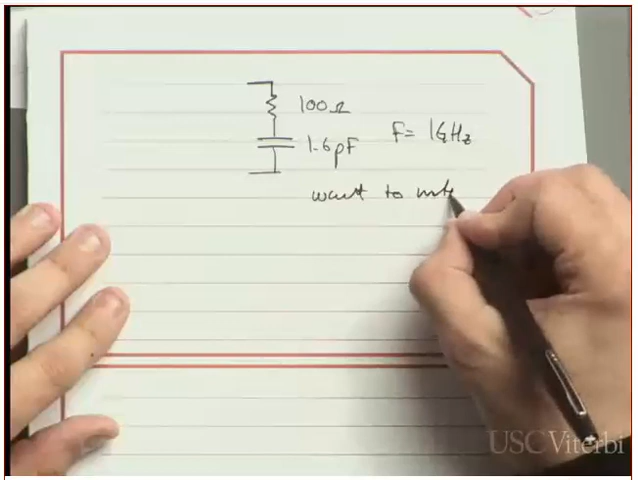 100Ω
1.6pF
F= 1GHz
want to
USC Viterbi